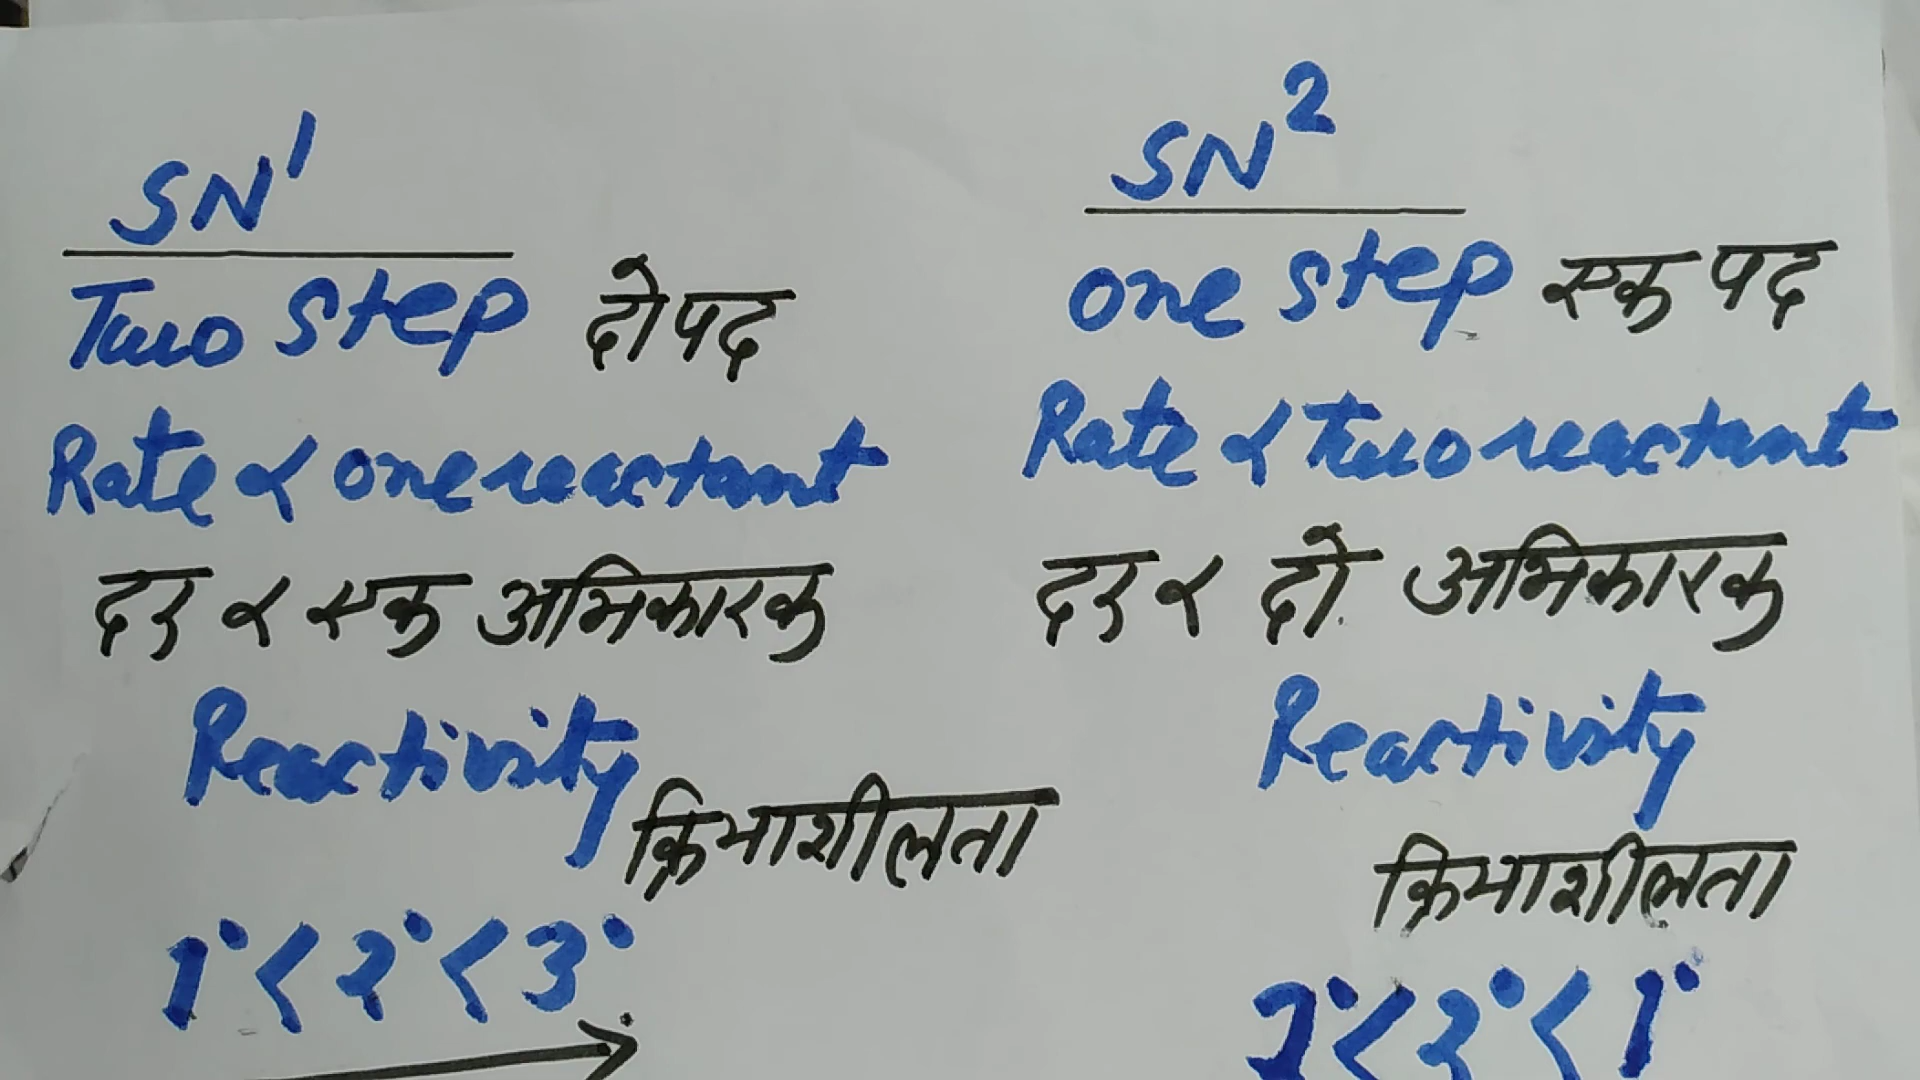 SN¹
Two Step दो पद
Rate ∝ one reactant
दर ∝ एक अभिकारक
Reactivity
क्रियाशीलता
1° < 2° < 3°
SN²
one Step एक पद
Rate ∝ Two reactant
दर ∝ दो. अभिकारक
Reactivity
क्रियाशीलता
< 2° < 1°